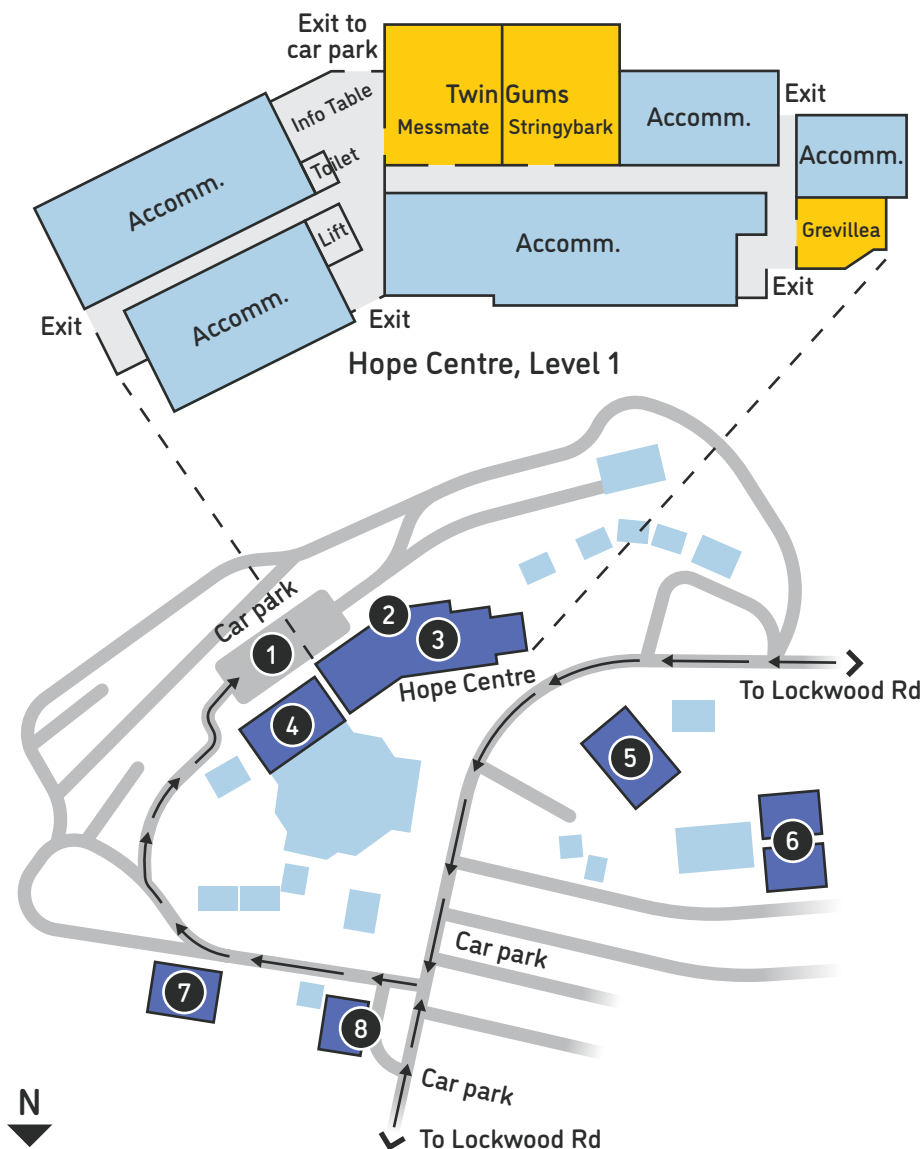 Exit to
car park
Info Table
Twin Gums
Messmate
Stringybark
Accomm.
Exit
Toilet
Accomm.
Accomm.
Lift
Grevillea
Accomm.
Accomm.
Exit
Exit
Exit
Hope Centre, Level 1
Car park
2
3
1
Hope Centre
To Lockwood Rd
4
5
6
Car park
7
8
Car park
N
To Lockwood Rd